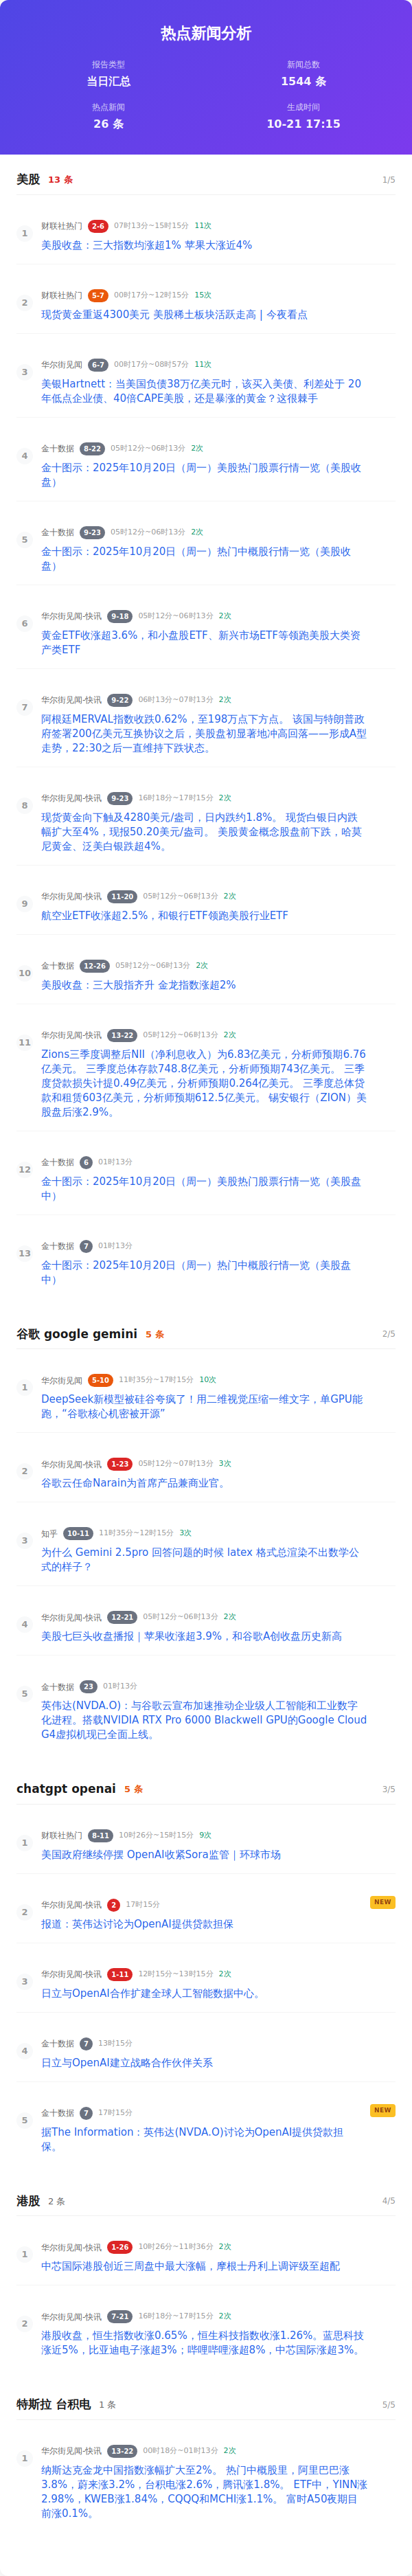 热点新闻分析
报告类型
当日汇总
新闻总数
1544 条
热点新闻
26 条
生成时间
10-21 17:15
美股 13 条 1/5
1 财联社热门 2-6 07时13分~15时15分 11次
美股收盘：三大指数均涨超1% 苹果大涨近4%
2 财联社热门 5-7 00时17分~12时15分 15次
现货黄金重返4300美元 美股稀土板块活跃走高 | 今夜看点
3 华尔街见闻 6-7 00时17分~08时57分 11次
美银Hartnett：当美国负债38万亿美元时，该买入美债、利差处于 20
年低点企业债、40倍CAPE美股，还是暴涨的黄金？这很棘手
4 金十数据 8-22 05时12分~06时13分 2次
金十图示：2025年10月20日（周一）美股热门股票行情一览（美股收
盘）
5 金十数据 9-23 05时12分~06时13分 2次
金十图示：2025年10月20日（周一）热门中概股行情一览（美股收
盘）
6 华尔街见闻-快讯 9-18 05时12分~06时13分 2次
黄金ETF收涨超3.6%，和小盘股ETF、新兴市场ETF等领跑美股大类资
产类ETF
7 华尔街见闻-快讯 9-22 06时13分~07时13分 2次
阿根廷MERVAL指数收跌0.62%，至198万点下方点。 该国与特朗普政
府签署200亿美元互换协议之后，美股盘初显著地冲高回落——形成A型
走势，22:30之后一直维持下跌状态。
8 华尔街见闻-快讯 9-23 16时18分~17时15分 2次
现货黄金向下触及4280美元/盎司，日内跌约1.8%。 现货白银日内跌
幅扩大至4%，现报50.20美元/盎司。 美股黄金概念股盘前下跌，哈莫
尼黄金、泛美白银跌超4%。
9 华尔街见闻-快讯 11-20 05时12分~06时13分 2次
航空业ETF收涨超2.5%，和银行ETF领跑美股行业ETF
10 金十数据 12-26 05时12分~06时13分 2次
美股收盘：三大股指齐升 金龙指数涨超2%
11 华尔街见闻-快讯 13-22 05时12分~06时13分 2次
Zions三季度调整后NII（净利息收入）为6.83亿美元，分析师预期6.76
亿美元。 三季度总体存款748.8亿美元，分析师预期743亿美元。 三季
度贷款损失计提0.49亿美元，分析师预期0.264亿美元。 三季度总体贷
款和租赁603亿美元，分析师预期612.5亿美元。 锡安银行（ZION）美
股盘后涨2.9%。
12 金十数据 6 01时13分
金十图示：2025年10月20日（周一）美股热门股票行情一览（美股盘
中）
13 金十数据 7 01时13分
金十图示：2025年10月20日（周一）热门中概股行情一览（美股盘
中）
谷歌 google gemini 5 条 2/5
1 华尔街见闻 5-10 11时35分~17时15分 10次
DeepSeek新模型被硅谷夸疯了！用二维视觉压缩一维文字，单GPU能
跑，“谷歌核心机密被开源”
2 华尔街见闻-快讯 1-23 05时12分~07时13分 3次
谷歌云任命Narain为首席产品兼商业官。
3 知乎 10-11 11时35分~12时15分 3次
为什么 Gemini 2.5pro 回答问题的时候 latex 格式总渲染不出数学公
式的样子？
4 华尔街见闻-快讯 12-21 05时12分~06时13分 2次
美股七巨头收盘播报｜苹果收涨超3.9%，和谷歌A创收盘历史新高
5 金十数据 23 01时13分
英伟达(NVDA.O)：与谷歌云宣布加速推动企业级人工智能和工业数字
化进程。搭载NVIDIA RTX Pro 6000 Blackwell GPU的Google Cloud
G4虚拟机现已全面上线。
chatgpt openai 5 条 3/5
1 财联社热门 8-11 10时26分~15时15分 9次
美国政府继续停摆 OpenAI收紧Sora监管｜环球市场
2 华尔街见闻-快讯 2 17时15分 NEW
报道：英伟达讨论为OpenAI提供贷款担保
3 华尔街见闻-快讯 1-11 12时15分~13时15分 2次
日立与OpenAI合作扩建全球人工智能数据中心。
4 金十数据 7 13时15分
日立与OpenAI建立战略合作伙伴关系
5 金十数据 7 17时15分 NEW
据The Information：英伟达(NVDA.O)讨论为OpenAI提供贷款担
保。
港股 2 条 4/5
1 华尔街见闻-快讯 1-26 10时26分~11时36分 2次
中芯国际港股创近三周盘中最大涨幅，摩根士丹利上调评级至超配
2 华尔街见闻-快讯 7-21 16时18分~17时15分 2次
港股收盘，恒生指数收涨0.65%，恒生科技指数收涨1.26%。蓝思科技
涨近5%，比亚迪电子涨超3%；哔哩哔哩涨超8%，中芯国际涨超3%。
特斯拉 台积电 1 条 5/5
1 华尔街见闻-快讯 13-22 00时18分~01时13分 2次
纳斯达克金龙中国指数涨幅扩大至2%。 热门中概股里，阿里巴巴涨
3.8%，蔚来涨3.2%，台积电涨2.6%，腾讯涨1.8%。 ETF中，YINN涨
2.98%，KWEB涨1.84%，CQQQ和MCHI涨1.1%。 富时A50夜期目
前涨0.1%。